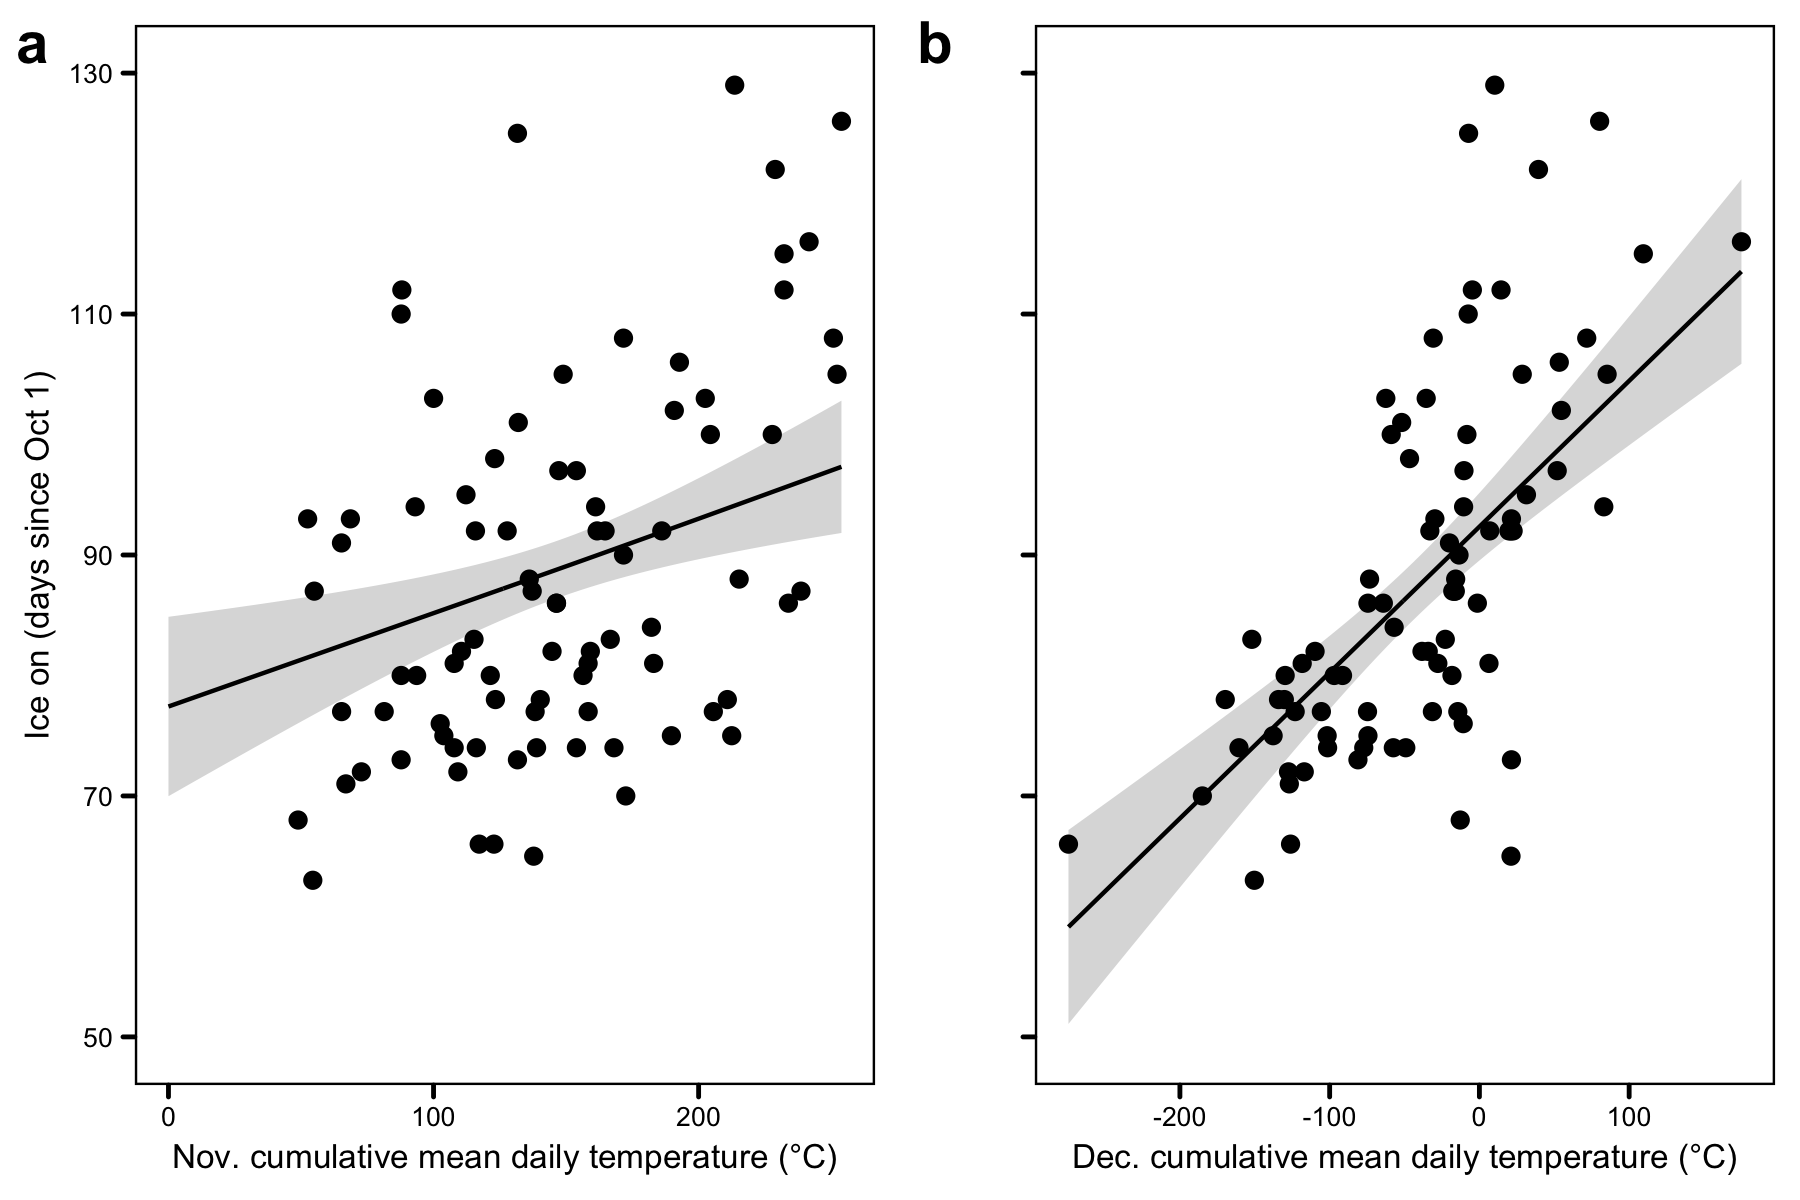 a
b
130
110
90
70
50
Ice on (days since Oct 1)
0 100 200
-200 -100 0 100
Nov. cumulative mean daily temperature (°C)
Dec. cumulative mean daily temperature (°C)